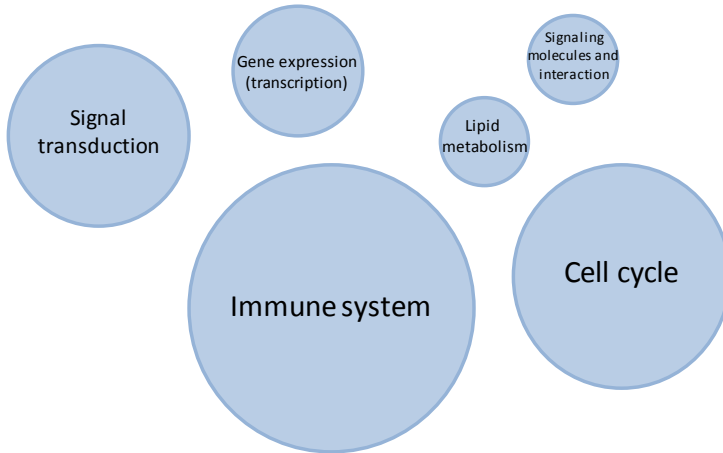 Signal
transduction
Gene expression
(transcription)
Signaling
molecules and
interaction
Lipid
metabolism
Immune system
Cell cycle